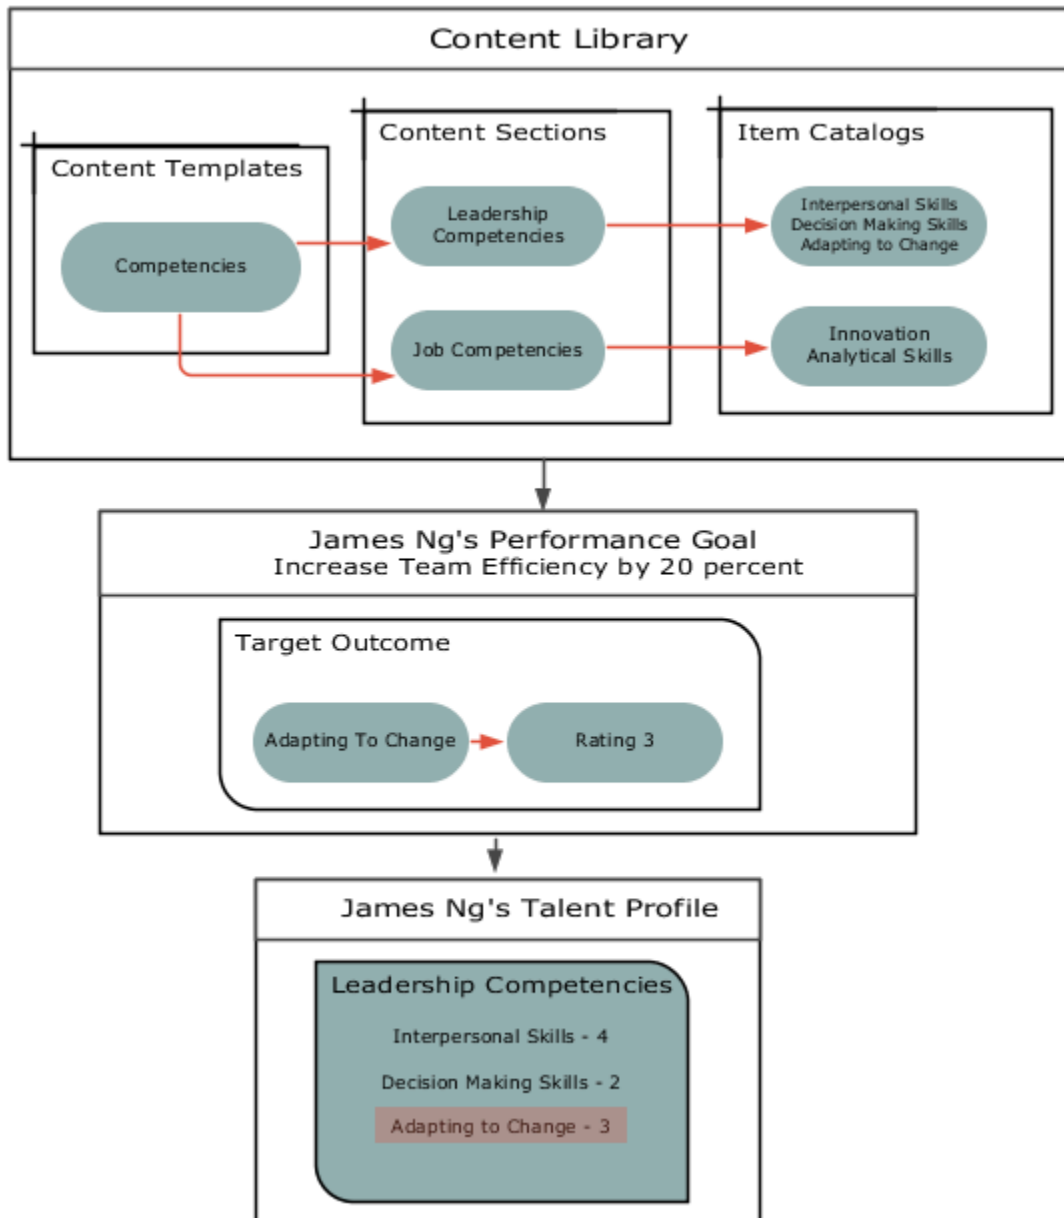 Content Library
Content Templates
Competencies
Content Sections
Leadership
Competencies
Job Competencies
Item Catalogs
Interpersonal Skills
Decision Making Skills
Adapting to Change
Innovation
Analytical Skills
James Ng's Performance Goal
Increase Team Efficiency by 20 percent
Target Outcome
Adapting To Change
Rating 3
James Ng's Talent Profile
Leadership Competencies
Interpersonal Skills - 4
Decision Making Skills - 2
Adapting to Change - 3